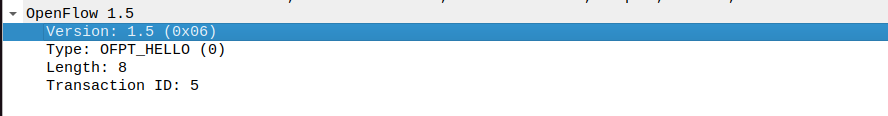 OpenFlow 1.5
Version: 1.5 (0x06)
Type: OFPT_HELLO (0)
Length: 8
Transaction ID: 5